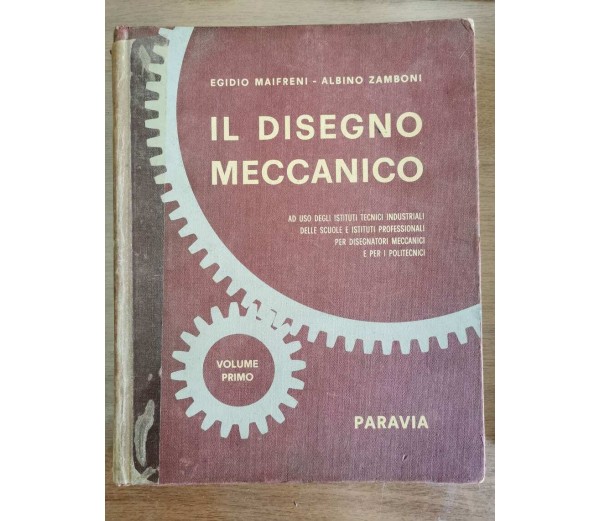 EGIDIO MAIFRENI - ALBINO ZAMBONI
IL DISEGNO
MECCANICO
AD USO DEGLI ISTITUTI TECNICI INDUSTRIALI
DELLE SCUOLE E ISTITUTI PROFESSIONALI
PER DISEGNATORI MECCANICI
E PER I POLITECNICI
VOLUME
PRIMO
PARAVIA